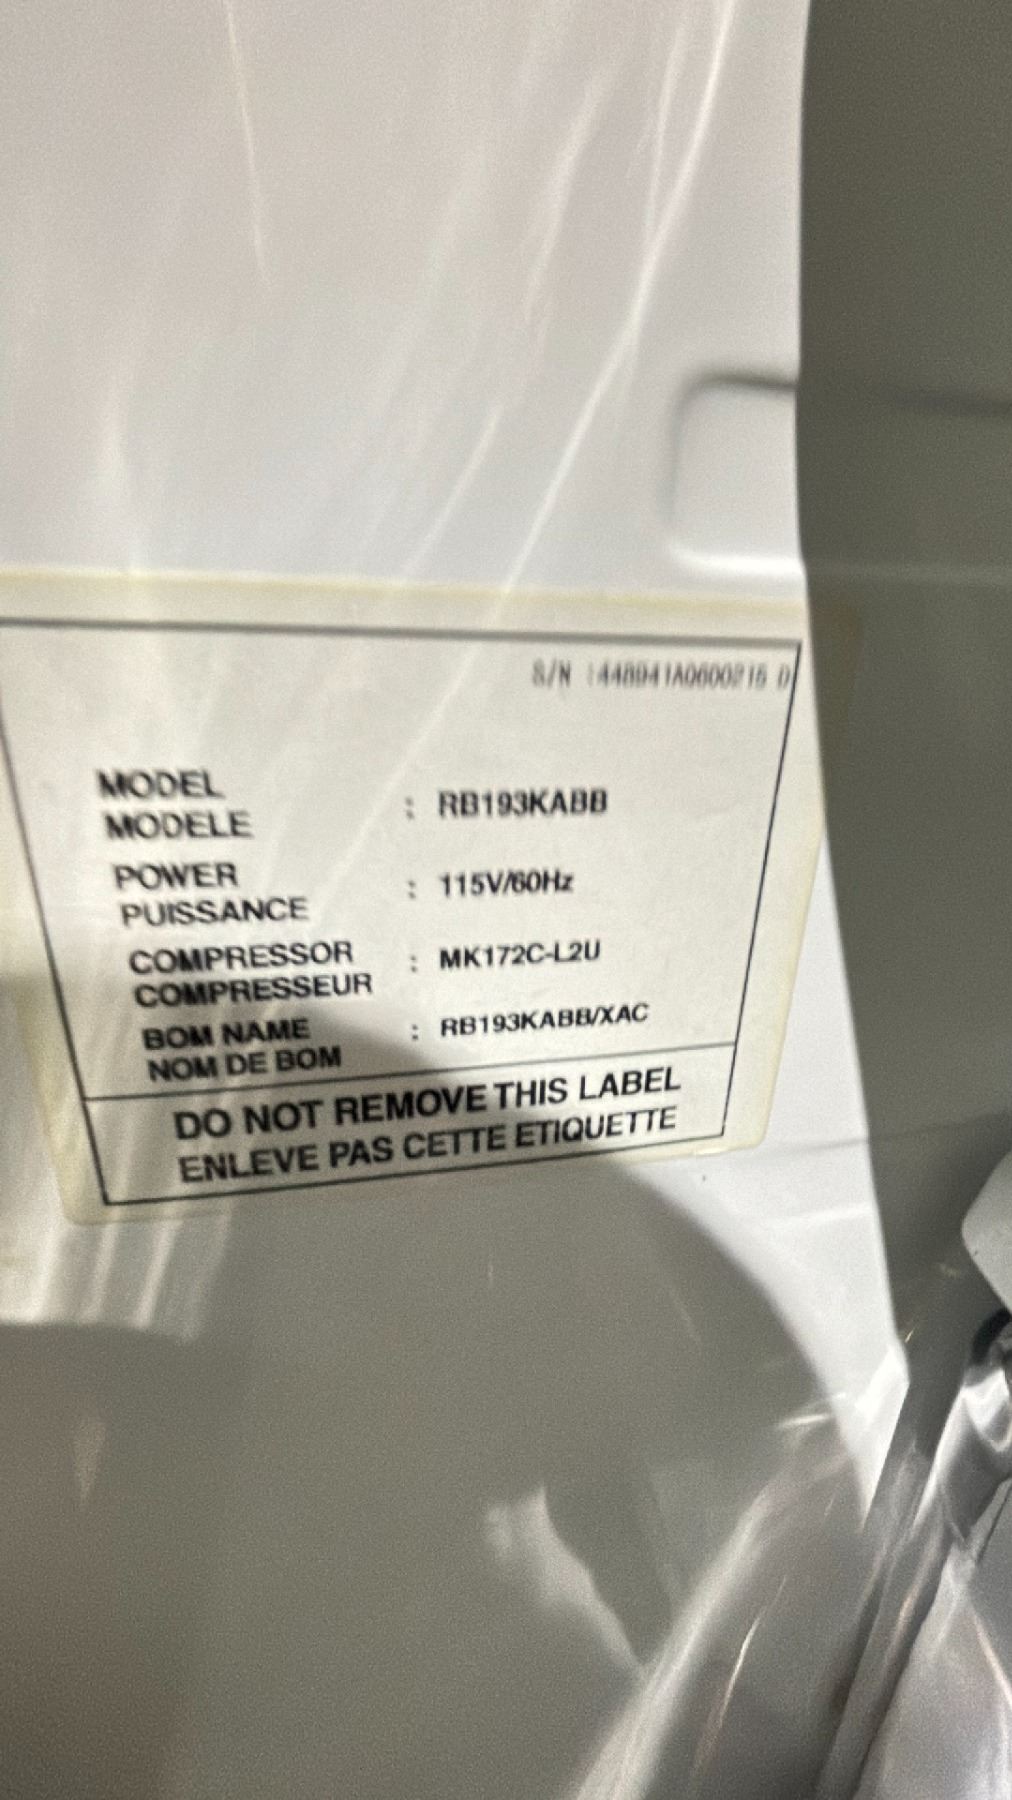 S/N :
MODEL
MODELE : RB193KABB
POWER
PUISSANCE : 115V/60Hz
COMPRESSOR
COMPRESSEUR : MK172C-L2U
BOM NAME
NOM DE BOM : RB193KABB/XAC
DO NOT REMOVE THIS LABEL
ENLEVE PAS CETTE ETIQUETTE